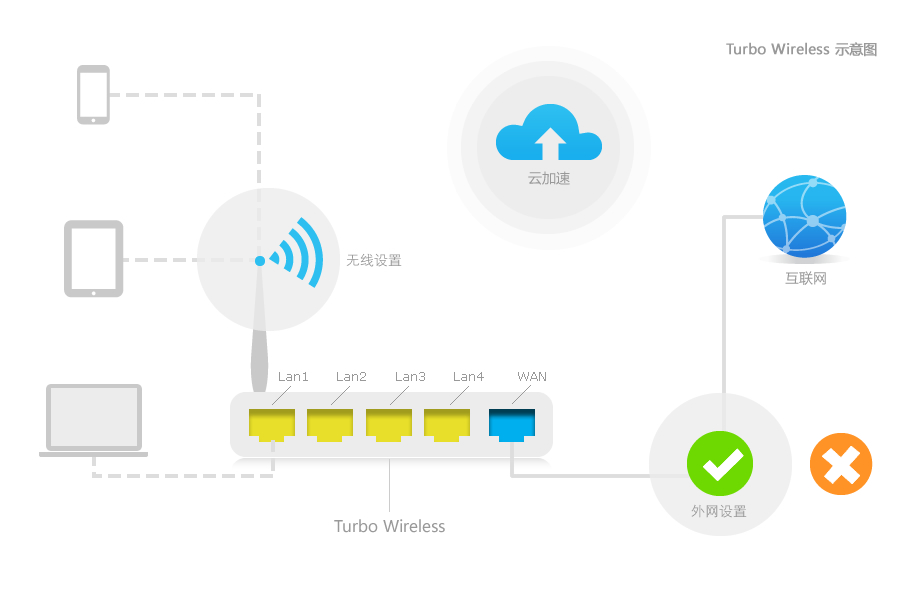 Turbo Wireless 示意图
云加速
无线设置
互联网
Lan1
Lan2
Lan3
Lan4
WAN
外网设置
Turbo Wireless